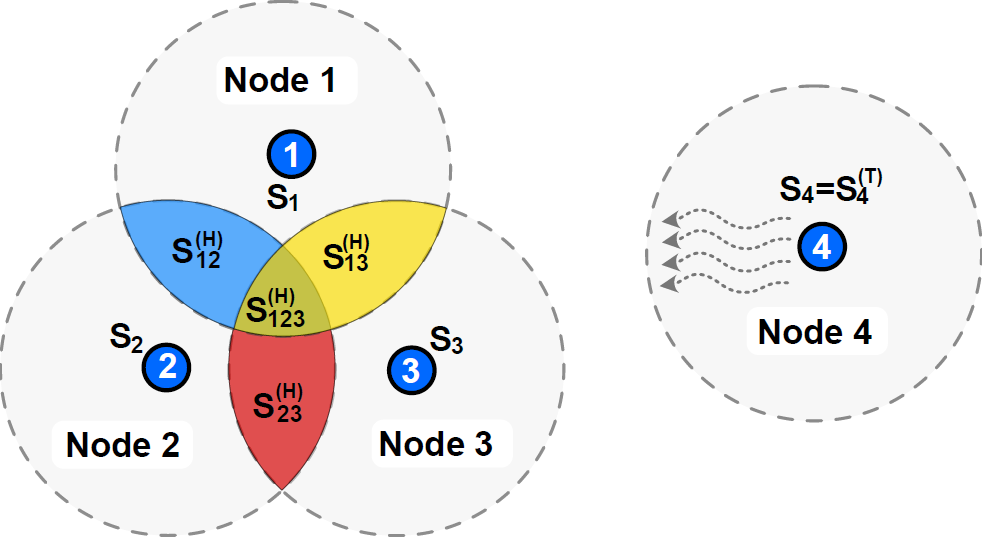 Node 1
1
S₁
S₁₂⁽ᴴ⁾
S₁₃⁽ᴴ⁾
S₁₂₃⁽ᴴ⁾
S₂
2
S₃
3
S₂₃⁽ᴴ⁾
Node 2
Node 3
S₄=S₄⁽ᵀ⁾
4
Node 4